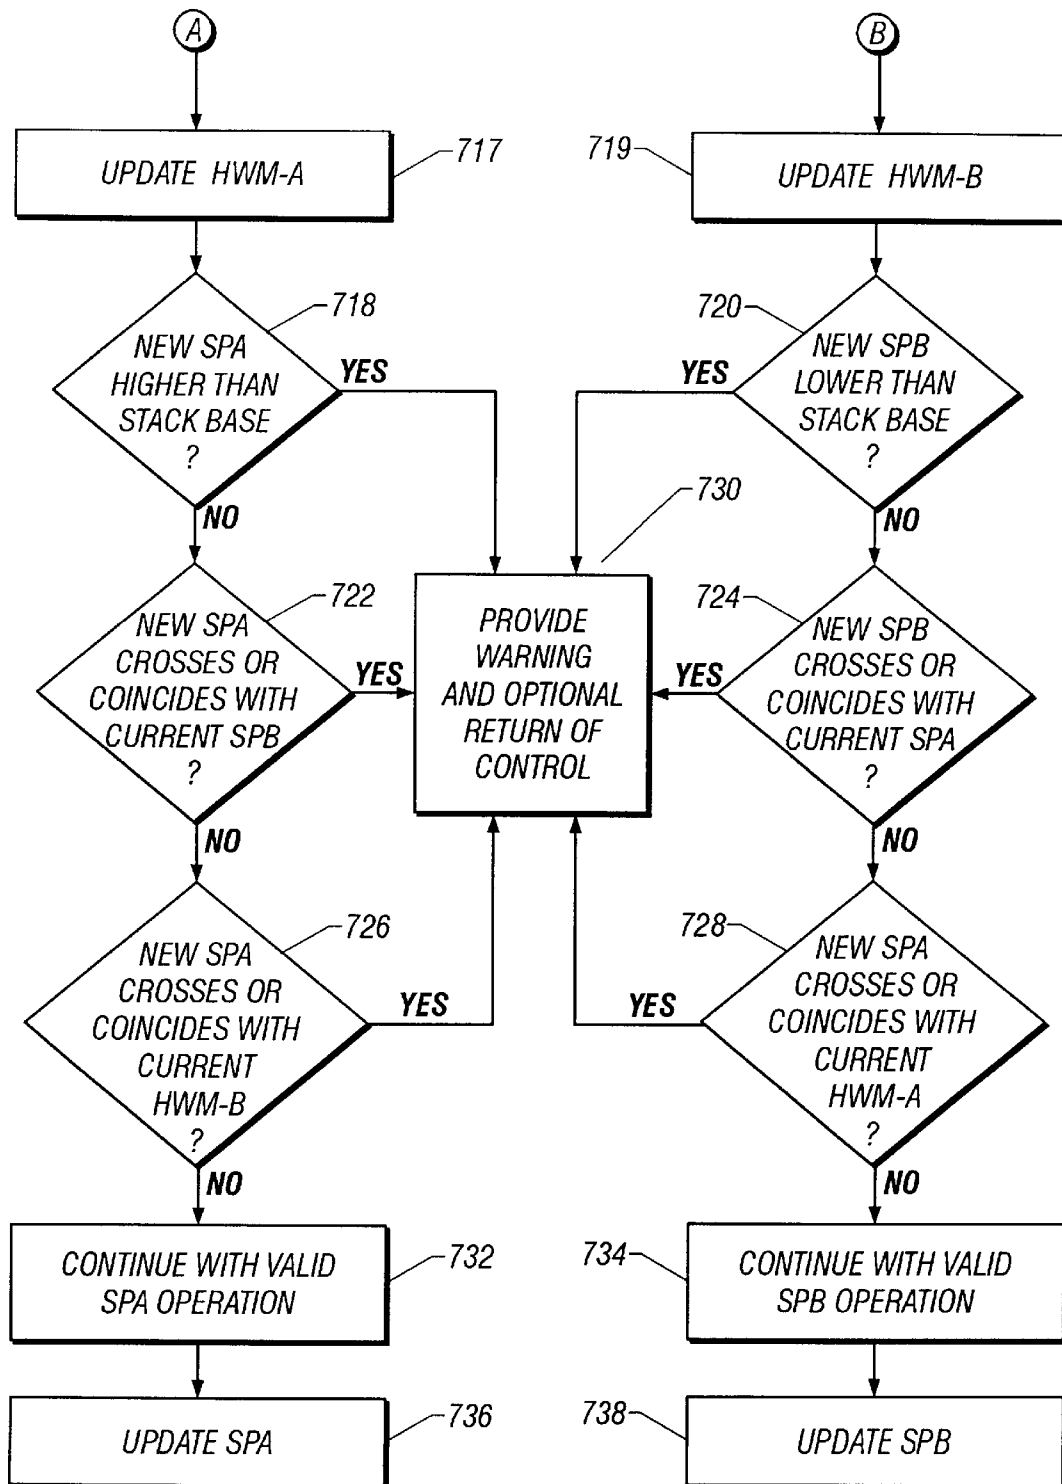 A
B
UPDATE HWM-A
717
719
UPDATE HWM-B
718
NEW SPA
HIGHER THAN
STACK BASE
?
YES
NO
720
NEW SPB
LOWER THAN
STACK BASE
?
YES
NO
730
PROVIDE
WARNING
AND OPTIONAL
RETURN OF
CONTROL
722
NEW SPA
CROSSES OR
COINCIDES WITH
CURRENT SPB
?
YES
NO
724
NEW SPB
CROSSES OR
COINCIDES WITH
CURRENT SPA
?
YES
NO
726
NEW SPA
CROSSES OR
COINCIDES WITH
CURRENT
HWM-B
?
YES
NO
728
NEW SPA
CROSSES OR
COINCIDES WITH
CURRENT
HWM-A
?
YES
NO
CONTINUE WITH VALID
SPA OPERATION
732
734
CONTINUE WITH VALID
SPB OPERATION
UPDATE SPA
736
738
UPDATE SPB